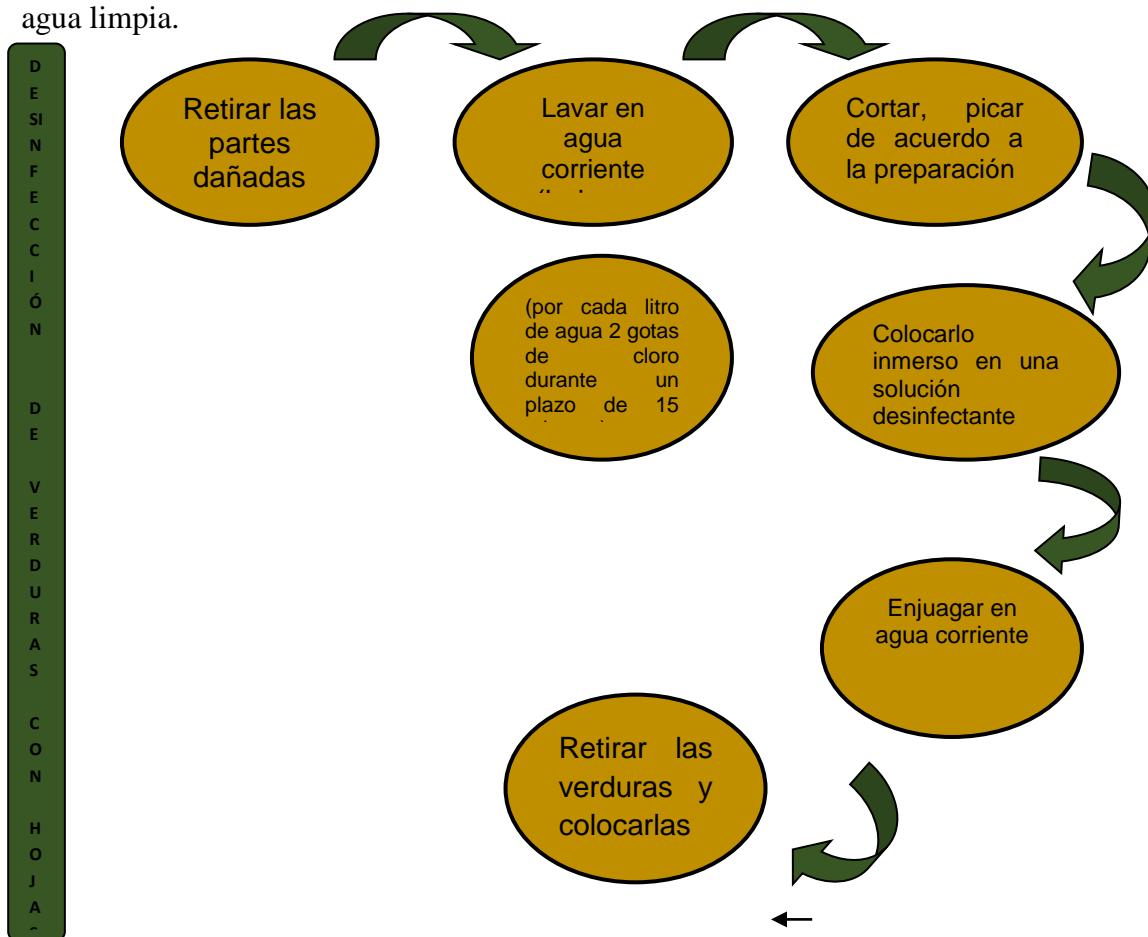 agua limpia.
DESINFECCIÓN DE VERDURAS CON HOJAS
Retirar las
partes
dañadas
Lavar en
agua
corriente
Cortar, picar
de acuerdo a
la preparación
(por cada litro
de agua 2 gotas
de cloro
durante un
plazo de 15
Colocarlo
inmerso en una
solución
desinfectante
Enjuagar en
agua corriente
Retirar las
verduras y
colocarlas